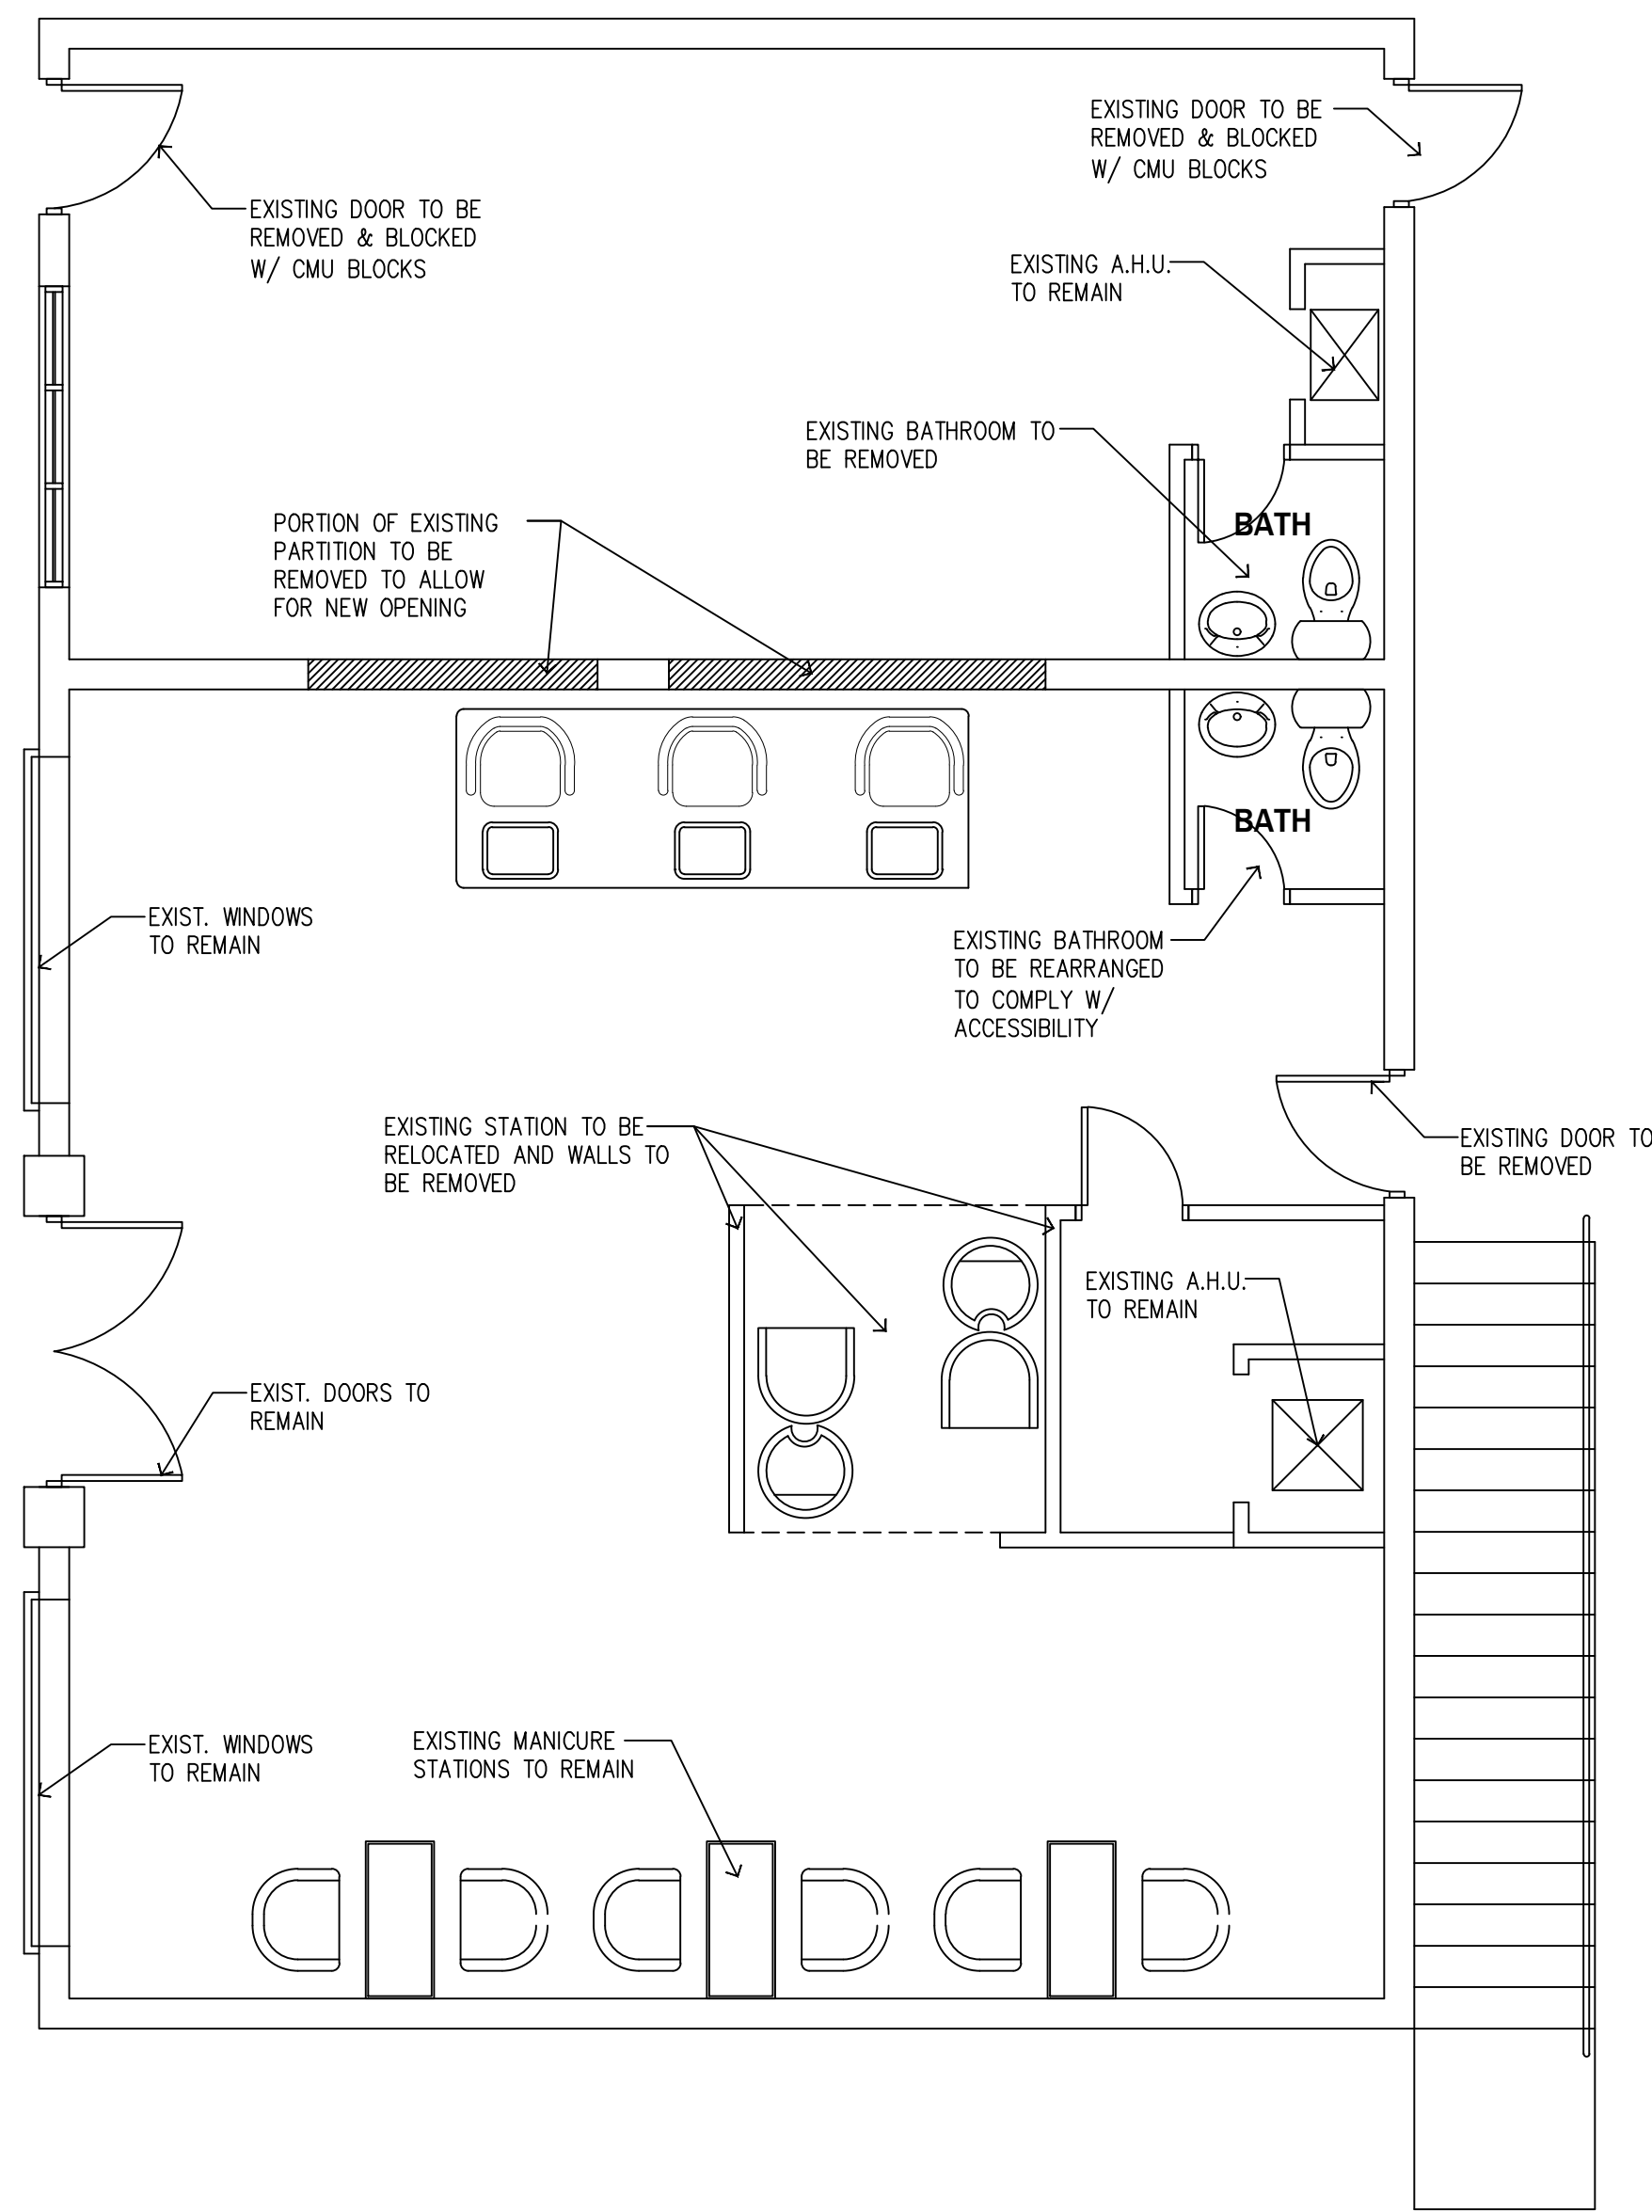 EXISTING DOOR TO BE
REMOVED & BLOCKED
W/ CMU BLOCKS
EXISTING DOOR TO BE
REMOVED & BLOCKED
W/ CMU BLOCKS
EXISTING A.H.U.
TO REMAIN
EXISTING BATHROOM TO
BE REMOVED
BATH
PORTION OF EXISTING
PARTITION TO BE
REMOVED TO ALLOW
FOR NEW OPENING
BATH
EXIST. WINDOWS
TO REMAIN
EXISTING BATHROOM
TO BE REARRANGED
TO COMPLY W/
ACCESSIBILITY
EXISTING STATION TO BE
RELOCATED AND WALLS TO
BE REMOVED
EXISTING DOOR TO
BE REMOVED
EXISTING A.H.U.
TO REMAIN
EXIST. DOORS TO
REMAIN
EXIST. WINDOWS
TO REMAIN
EXISTING MANICURE
STATIONS TO REMAIN